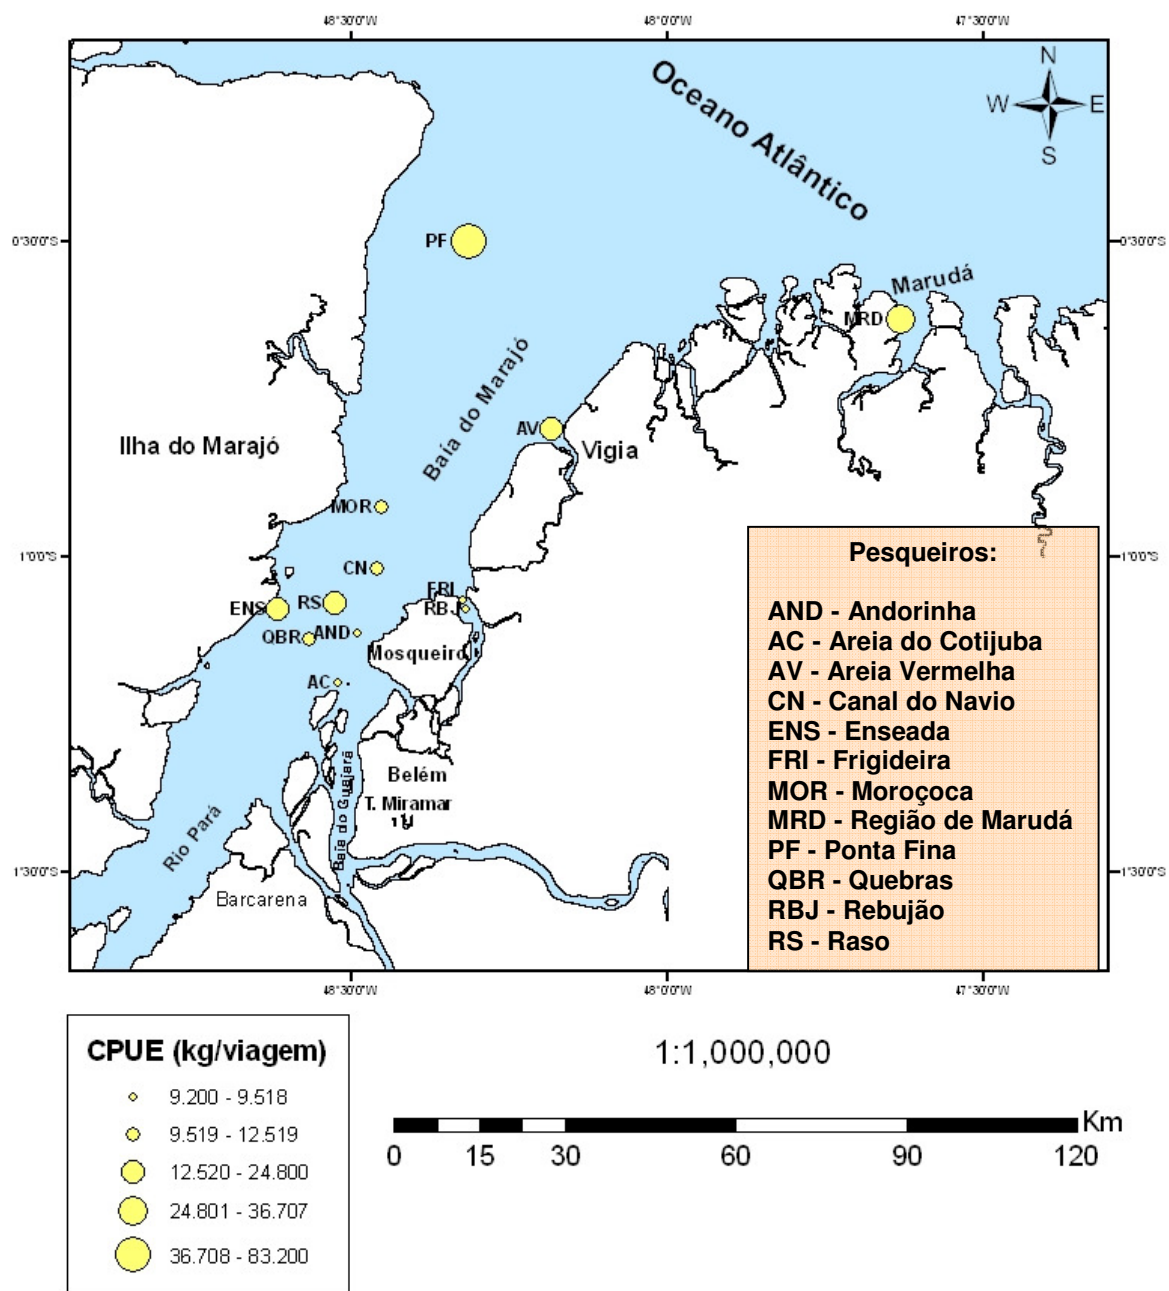 48°30'0"W 48°0'0"W 47°30'0"W
Oceano Atlântico
N
W E
S
0°30'0"S 0°30'0"S
PF
Marudá
MRD
Baía do Marajó
AV
Ilha do Marajó
Vigia
MOR
1°0'0"S 1°0'0"S
CN
FRI
ENS RS RBJ
QBR AND
Mosqueiro
AC
Belém
T. Miramar
Baía do Guajará
Rio Pará
1°30'0"S 1°30'0"S
Barcarena
Pesqueiros:
AND - Andorinha
AC - Areia do Cotijuba
AV - Areia Vermelha
CN - Canal do Navio
ENS - Enseada
FRI - Frigideira
MOR - Moroçoca
MRD - Região de Marudá
PF - Ponta Fina
QBR - Quebras
RBJ - Rebujão
RS - Raso
48°30'0"W 48°0'0"W 47°30'0"W
CPUE (kg/viagem)
9.200 - 9.518
9.519 - 12.519
12.520 - 24.800
24.801 - 36.707
36.708 - 83.200
1:1,000,000
Km
0 15 30 60 90 120